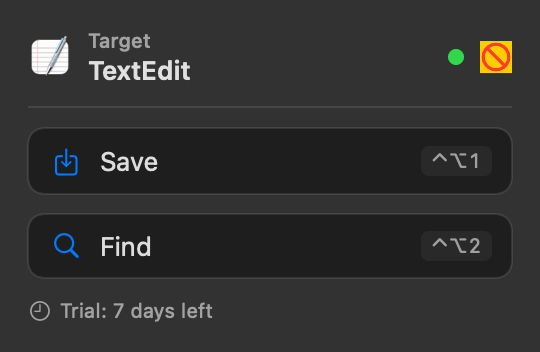 Target
TextEdit
Save ⌃⌥1
Find ⌃⌥2
Trial: 7 days left